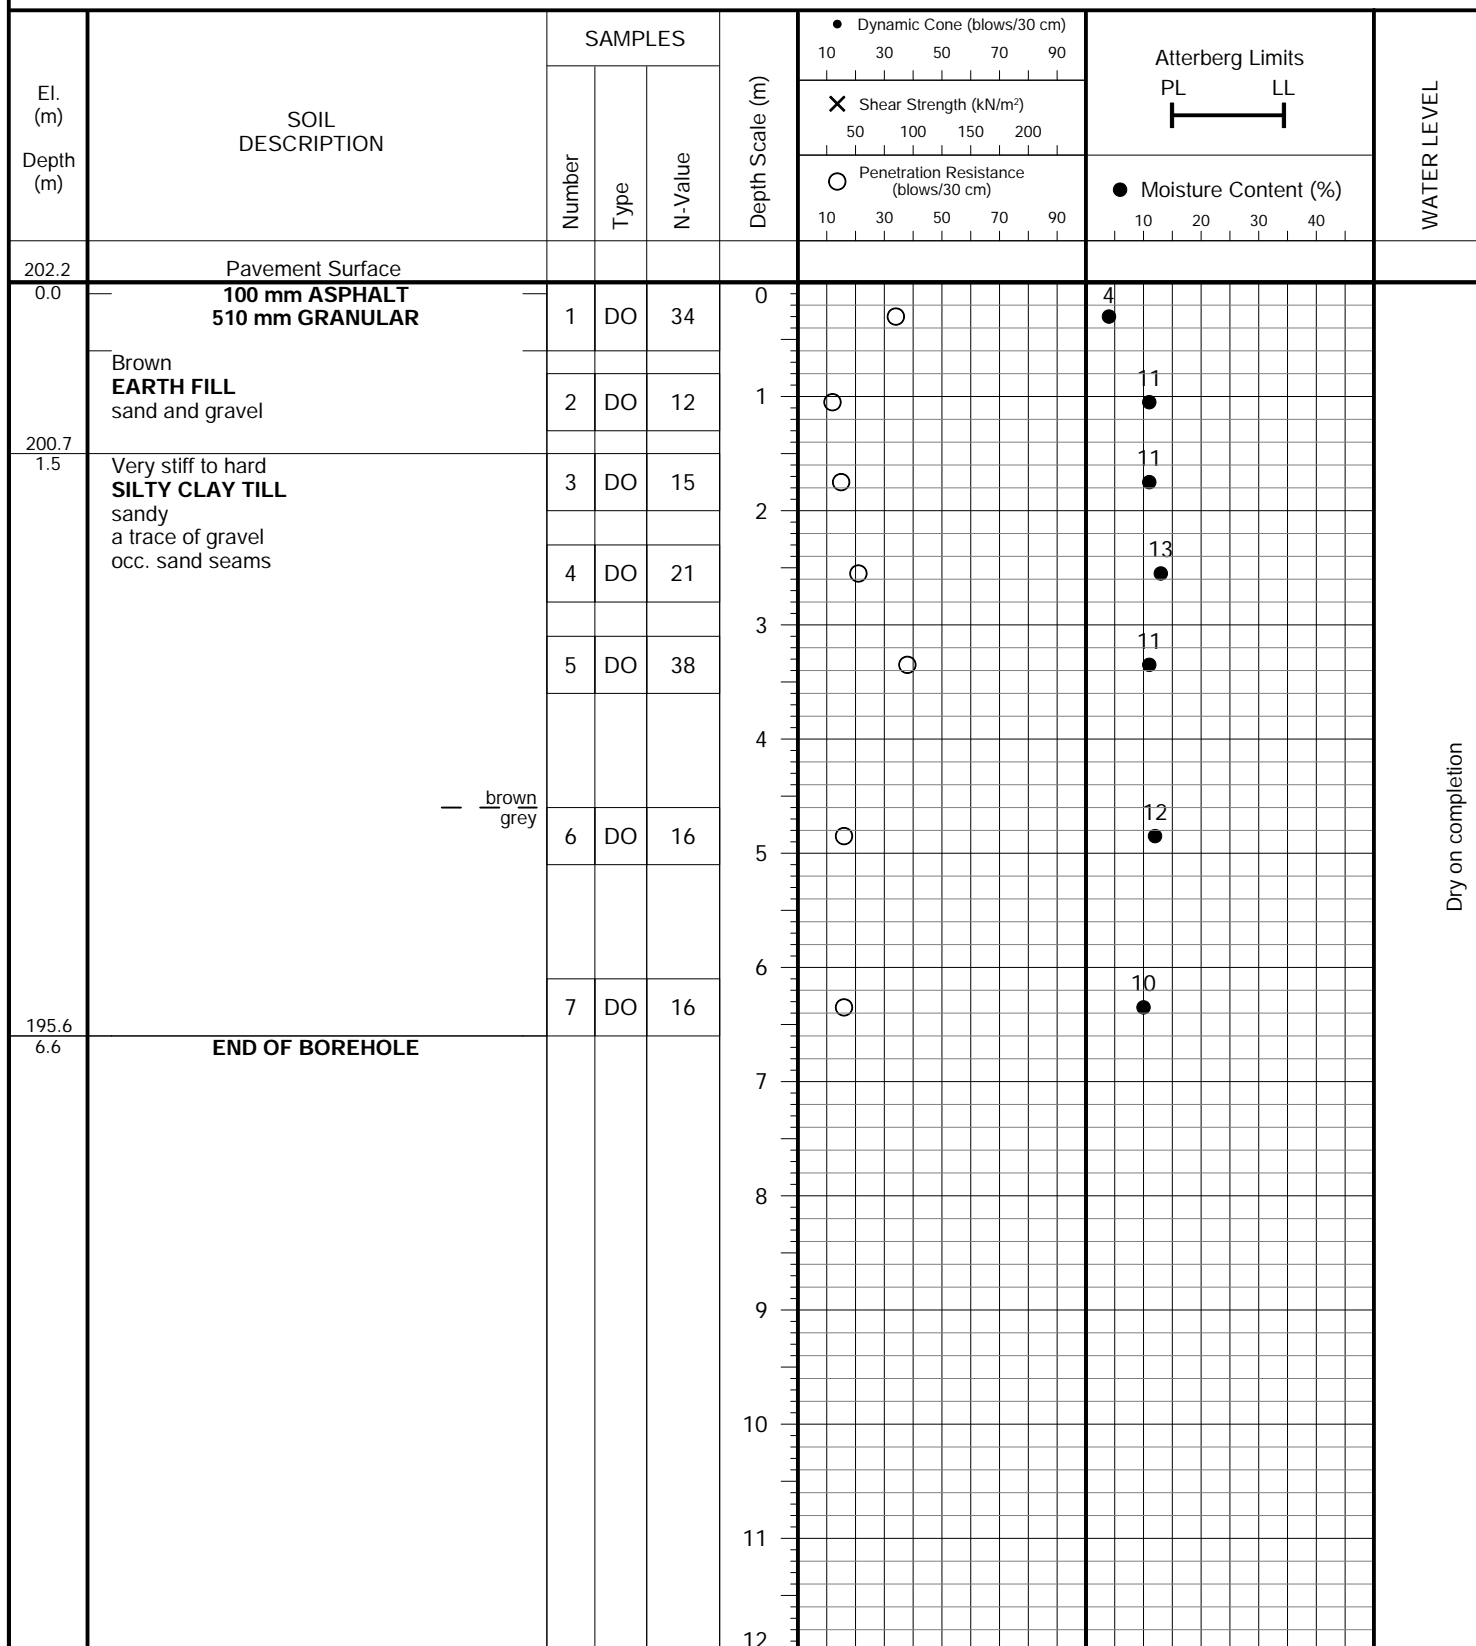 El.
(m)
Depth
(m)
SOIL
DESCRIPTION
SAMPLES
Number
Type
N-Value
Depth Scale (m)
Dynamic Cone (blows/30 cm)
10 30 50 70 90
Shear Strength (kN/m²)
50 100 150 200
Penetration Resistance
(blows/30 cm)
10 30 50 70 90
Atterberg Limits
PL LL
Moisture Content (%)
10 20 30 40
WATER LEVEL
202.2 Pavement Surface
0.0 100 mm ASPHALT 0 4
510 mm GRANULAR 1 DO 34
Brown
EARTH FILL 11
sand and gravel 2 DO 12 1
200.7
1.5 Very stiff to hard 11
SILTY CLAY TILL 3 DO 15
sandy 2
a trace of gravel 13
occ. sand seams 4 DO 21
3 11
5 DO 38
4
brown 12
grey
6 DO 16 5
Dry on completion
6 10
7 DO 16
195.6
6.6 END OF BOREHOLE
7
8
9
10
11
12